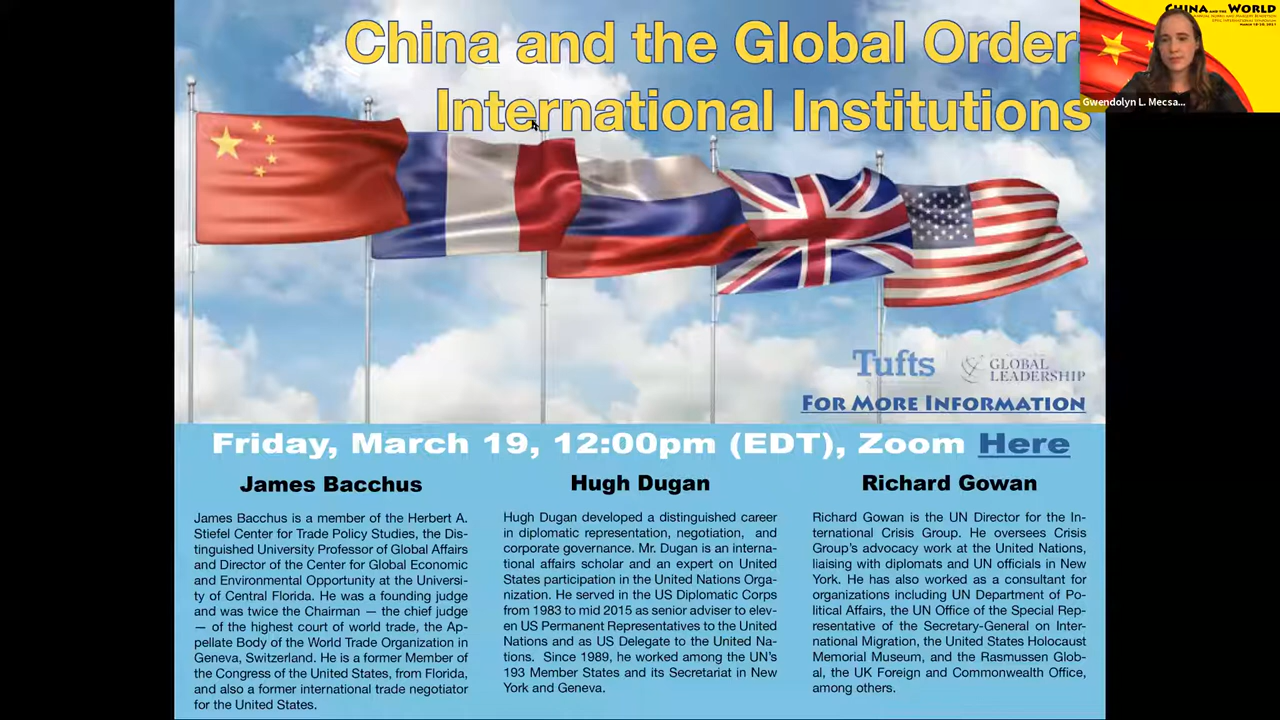 China and the Global Order
International Institutions
CHINA AND THE WORLD
Gwendolyn L. Mecsa...
Tufts
GLOBAL
LEADERSHIP
FOR MORE INFORMATION
Friday, March 19, 12:00pm (EDT), Zoom Here
James Bacchus
James Bacchus is a member of the Herbert A.
Stiefel Center for Trade Policy Studies, the Dis-
tinguished University Professor of Global Affairs
and Director of the Center for Global Economic
and Environmental Opportunity at the Universi-
ty of Central Florida. He was a founding judge
and was twice the Chairman — the chief judge
— of the highest court of world trade, the Ap-
pellate Body of the World Trade Organization in
Geneva, Switzerland. He is a former Member of
the Congress of the United States, from Florida,
and also a former international trade negotiator
for the United States.
Hugh Dugan
Hugh Dugan developed a distinguished career
in diplomatic representation, negotiation, and
corporate governance. Mr. Dugan is an interna-
tional affairs scholar and an expert on United
States participation in the United Nations Orga-
nization. He served in the US Diplomatic Corps
from 1983 to mid 2015 as senior adviser to elev-
en US Permanent Representatives to the United
Nations and as US Delegate to the United Na-
tions. Since 1989, he worked among the UN's
193 Member States and its Secretariat in New
York and Geneva.
Richard Gowan
Richard Gowan is the UN Director for the In-
ternational Crisis Group. He oversees Crisis
Group's advocacy work at the United Nations,
liaising with diplomats and UN officials in New
York. He has also worked as a consultant for
organizations including UN Department of Po-
litical Affairs, the UN Office of the Special Rep-
resentative of the Secretary-General on Inter-
national Migration, the United States Holocaust
Memorial Museum, and the Rasmussen Glob-
al, the UK Foreign and Commonwealth Office,
among others.